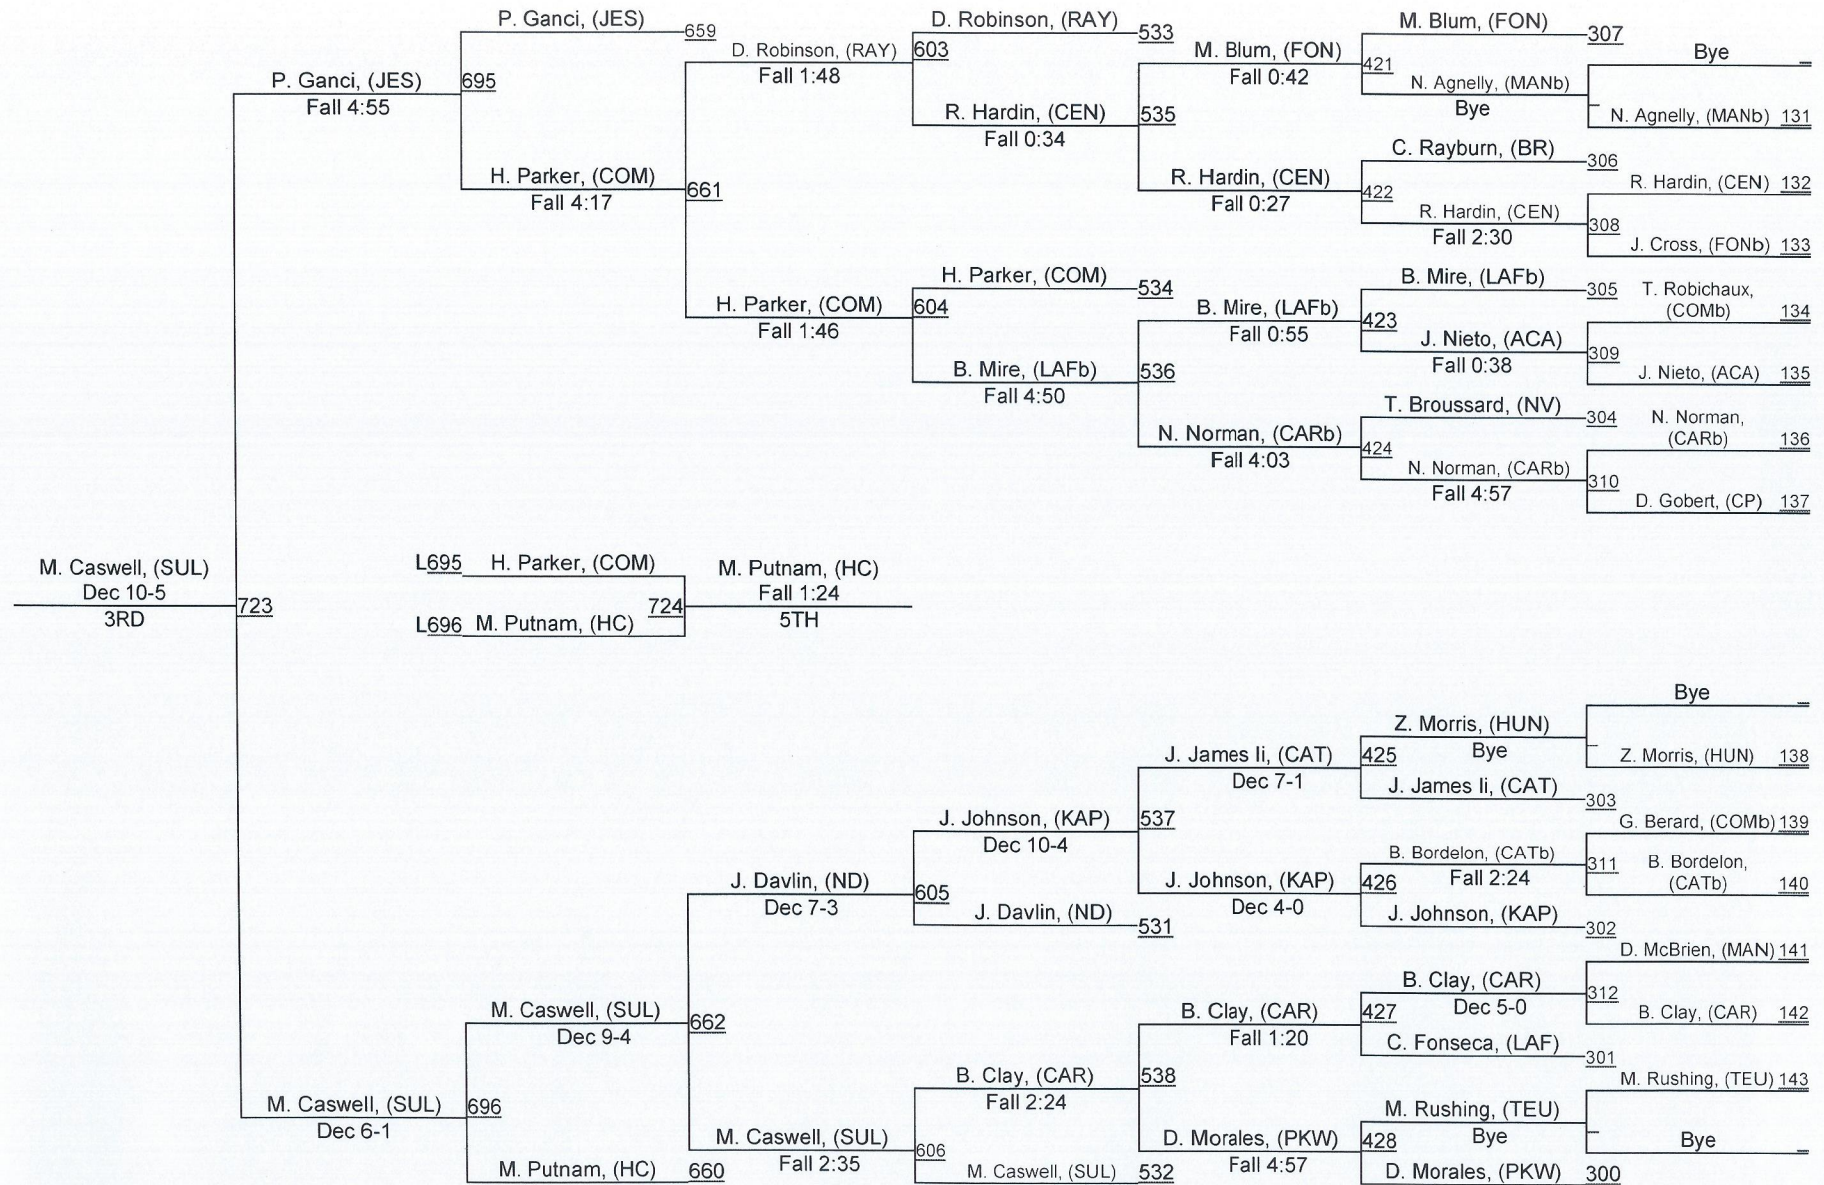 P. Ganci, (JES)
659
D. Robinson, (RAY)
533
M. Blum, (FON)
307
Bye
D. Robinson, (RAY)
603
Fall 1:48
M. Blum, (FON)
421
Fall 0:42
N. Agnelly, (MANb)
Bye
N. Agnelly, (MANb) 131
P. Ganci, (JES)
695
Fall 4:55
R. Hardin, (CEN)
535
Fall 0:34
C. Rayburn, (BR)
306
R. Hardin, (CEN) 132
H. Parker, (COM)
661
Fall 4:17
R. Hardin, (CEN)
422
Fall 0:27
R. Hardin, (CEN)
308
Fall 2:30
J. Cross, (FONb) 133
H. Parker, (COM)
534
B. Mire, (LAFb)
305
T. Robichaux,
(COMb) 134
H. Parker, (COM)
604
Fall 1:46
B. Mire, (LAFb)
423
Fall 0:55
J. Nieto, (ACA)
309
Fall 0:38
J. Nieto, (ACA) 135
B. Mire, (LAFb)
536
Fall 4:50
T. Broussard, (NV)
304
N. Norman,
(CARb) 136
N. Norman, (CARb)
424
Fall 4:03
N. Norman, (CARb)
310
Fall 4:57
D. Gobert, (CP) 137
M. Caswell, (SUL)
Dec 10-5
723
3RD
L695 H. Parker, (COM)
M. Putnam, (HC)
Fall 1:24
724
5TH
L696 M. Putnam, (HC)
Bye
Z. Morris, (HUN)
Bye
Z. Morris, (HUN) 138
J. James Ii, (CAT)
425
Dec 7-1
J. James Ii, (CAT)
303
G. Berard, (COMb) 139
J. Johnson, (KAP)
537
Dec 10-4
B. Bordelon, (CATb)
311
Fall 2:24
B. Bordelon,
(CATb) 140
J. Davlin, (ND)
605
Dec 7-3
J. Johnson, (KAP)
426
Dec 4-0
J. Davlin, (ND)
531
J. Johnson, (KAP)
302
D. McBrien, (MAN) 141
B. Clay, (CAR)
312
Dec 5-0
B. Clay, (CAR) 142
M. Caswell, (SUL)
662
Dec 9-4
B. Clay, (CAR)
427
Fall 1:20
C. Fonseca, (LAF)
301
M. Rushing, (TEU) 143
B. Clay, (CAR)
538
Fall 2:24
M. Caswell, (SUL)
696
Dec 6-1
M. Rushing, (TEU)
Bye
Bye
M. Caswell, (SUL)
606
Fall 2:35
D. Morales, (PKW)
428
Fall 4:57
M. Putnam, (HC)
660
M. Caswell, (SUL)
532
D. Morales, (PKW)
300